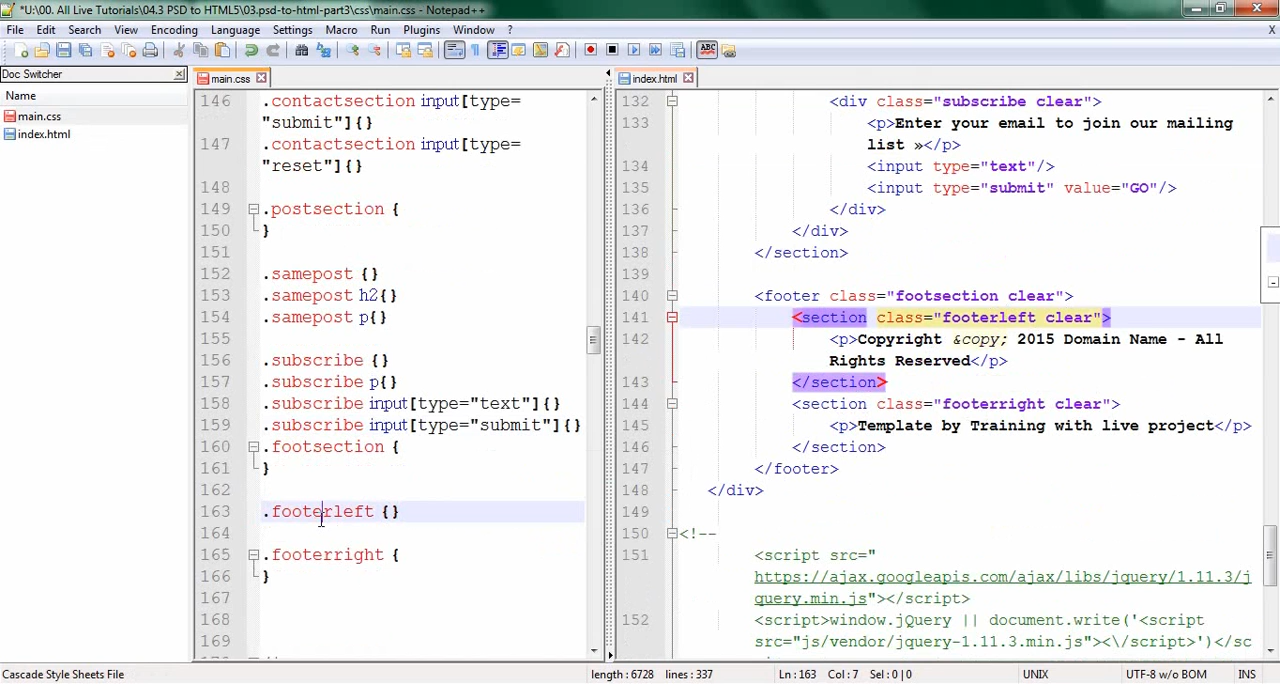 *U:\00. All Live Tutorials\04.3 PSD to HTML5\03.psd-to-html-part3\css\main.css - Notepad++
File Edit Search View Encoding Language Settings Macro Run Plugins Window ? X
Doc Switcher
Name
main.css
index.html
main.css
146 .contactsection input[type=
"submit"]{}
147 .contactsection input[type=
"reset"]{}
148
149 .postsection {
150 }
151
152 .samepost {}
153 .samepost h2{}
154 .samepost p{}
155
156 .subscribe {}
157 .subscribe p{}
158 .subscribe input[type="text"]{}
159 .subscribe input[type="submit"]{}
160 .footsection {
161 }
162
163 .footerleft {}
164
165 .footerright {
166 }
167
168
169
index.html
132 <div class="subscribe clear">
133 <p>Enter your email to join our mailing
list »</p>
134 <input type="text"/>
135 <input type="submit" value="GO"/>
136 </div>
137 </div>
138 </section>
139
140 <footer class="footsection clear">
141 <section class="footerleft clear">
142 <p>Copyright &copy; 2015 Domain Name - All
Rights Reserved</p>
143 </section>
144 <section class="footerright clear">
145 <p>Template by Training with live project</p>
146 </section>
147 </footer>
148 </div>
149
150 <!--
151 <script src="
https://ajax.googleapis.com/ajax/libs/jquery/1.11.3/j
query.min.js"></script>
152 <script>window.jQuery || document.write('<script
src="js/vendor/jquery-1.11.3.min.js"><\/script>')</sc
Cascade Style Sheets File length : 6728 lines : 337 Ln : 163 Col : 7 Sel : 0 | 0 UNIX UTF-8 w/o BOM INS